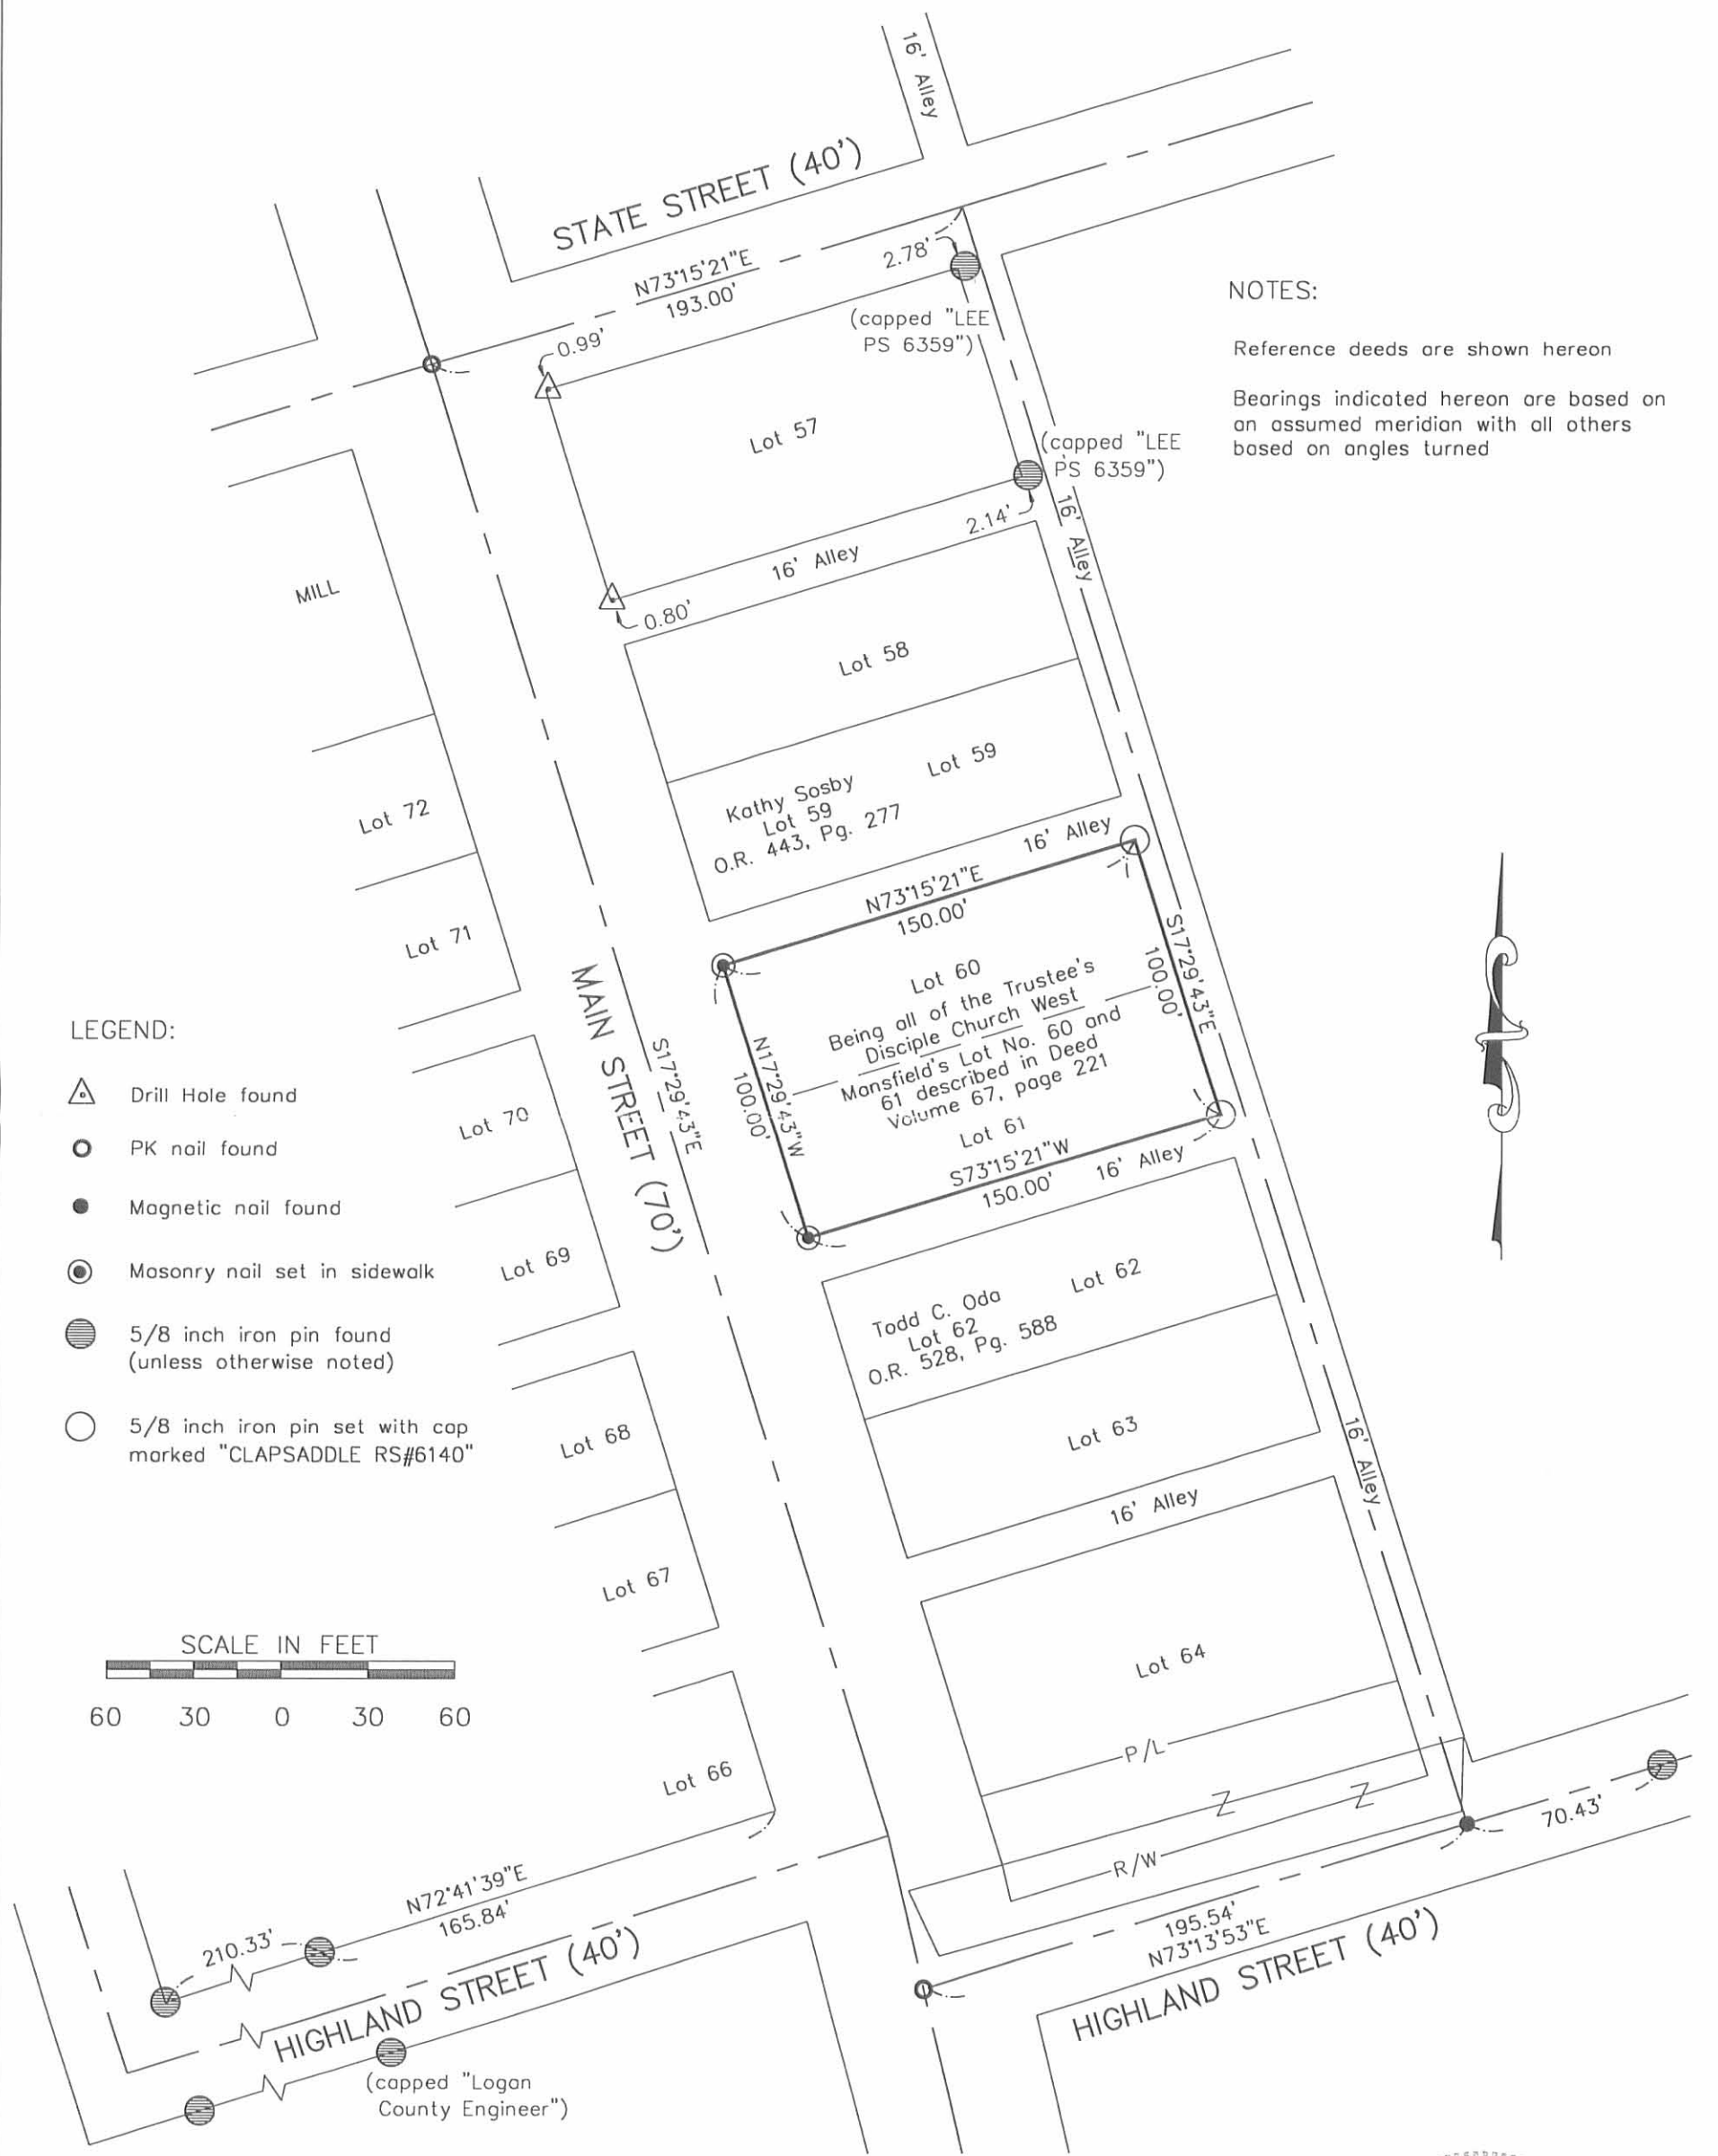 16' Alley
STATE STREET (40')
N73°15'21"E
193.00'
2.78'
0.99'
(capped "LEE
PS 6359")
NOTES:
Reference deeds are shown hereon
Bearings indicated hereon are based on
an assumed meridian with all others
based on angles turned
Lot 57
(capped "LEE
PS 6359")
2.14'
16' Alley
16' Alley
0.80'
MILL
Lot 58
Lot 59
Kathy Sosby
Lot 59
O.R. 443, Pg. 277
Lot 72
16' Alley
N73°15'21"E
150.00'
Lot 71
MAIN STREET (70')
S17°29'43"E
Lot 60
Being all of the Trustee's
Disciple Church West
Mansfield's Lot No. 60 and
61 described in Deed
Volume 67, page 221
Lot 61
S17°29'43"E
100.00'
N17°29'43"W
100.00'
S73°15'21"W
150.00'
16' Alley
LEGEND:
Drill Hole found
PK nail found
Magnetic nail found
Masonry nail set in sidewalk
5/8 inch iron pin found
(unless otherwise noted)
5/8 inch iron pin set with cap
marked "CLAPSADDLE RS#6140"
Lot 70
Lot 69
Lot 62
Todd C. Oda
Lot 62
O.R. 528, Pg. 588
Lot 68
Lot 63
16' Alley
16' Alley
Lot 67
SCALE IN FEET
60 30 0 30 60
Lot 64
P/L
Lot 66
R/W
70.43'
N72°41'39"E
165.84'
210.33'
195.54'
N73°13'53"E
HIGHLAND STREET (40')
HIGHLAND STREET (40')
(capped "Logan
County Engineer")